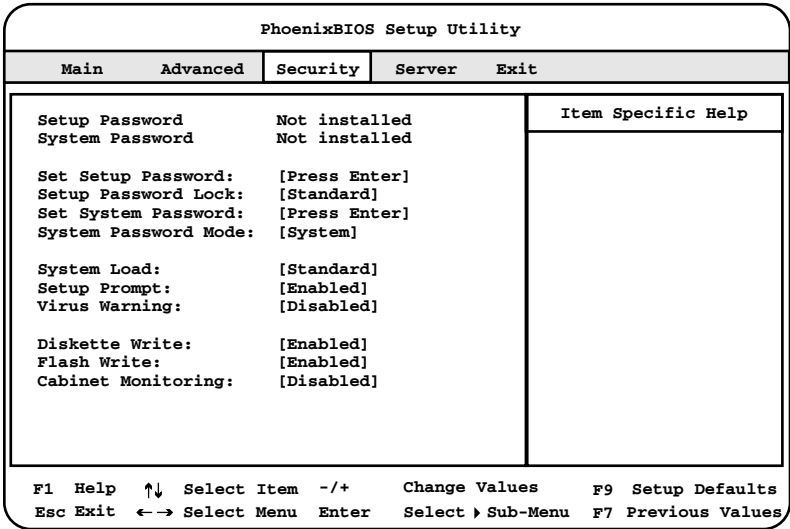 PhoenixBIOS Setup Utility
Main Advanced Security Server Exit
Setup Password Not installed
System Password Not installed
Set Setup Password: [Press Enter]
Setup Password Lock: [Standard]
Set System Password: [Press Enter]
System Password Mode: [System]
System Load: [Standard]
Setup Prompt: [Enabled]
Virus Warning: [Disabled]
Diskette Write: [Enabled]
Flash Write: [Enabled]
Cabinet Monitoring: [Disabled]
Item Specific Help
F1 Help ↑↓ Select Item -/+ Change Values F9 Setup Defaults
Esc Exit ←→ Select Menu Enter Select ▸ Sub-Menu F7 Previous Values